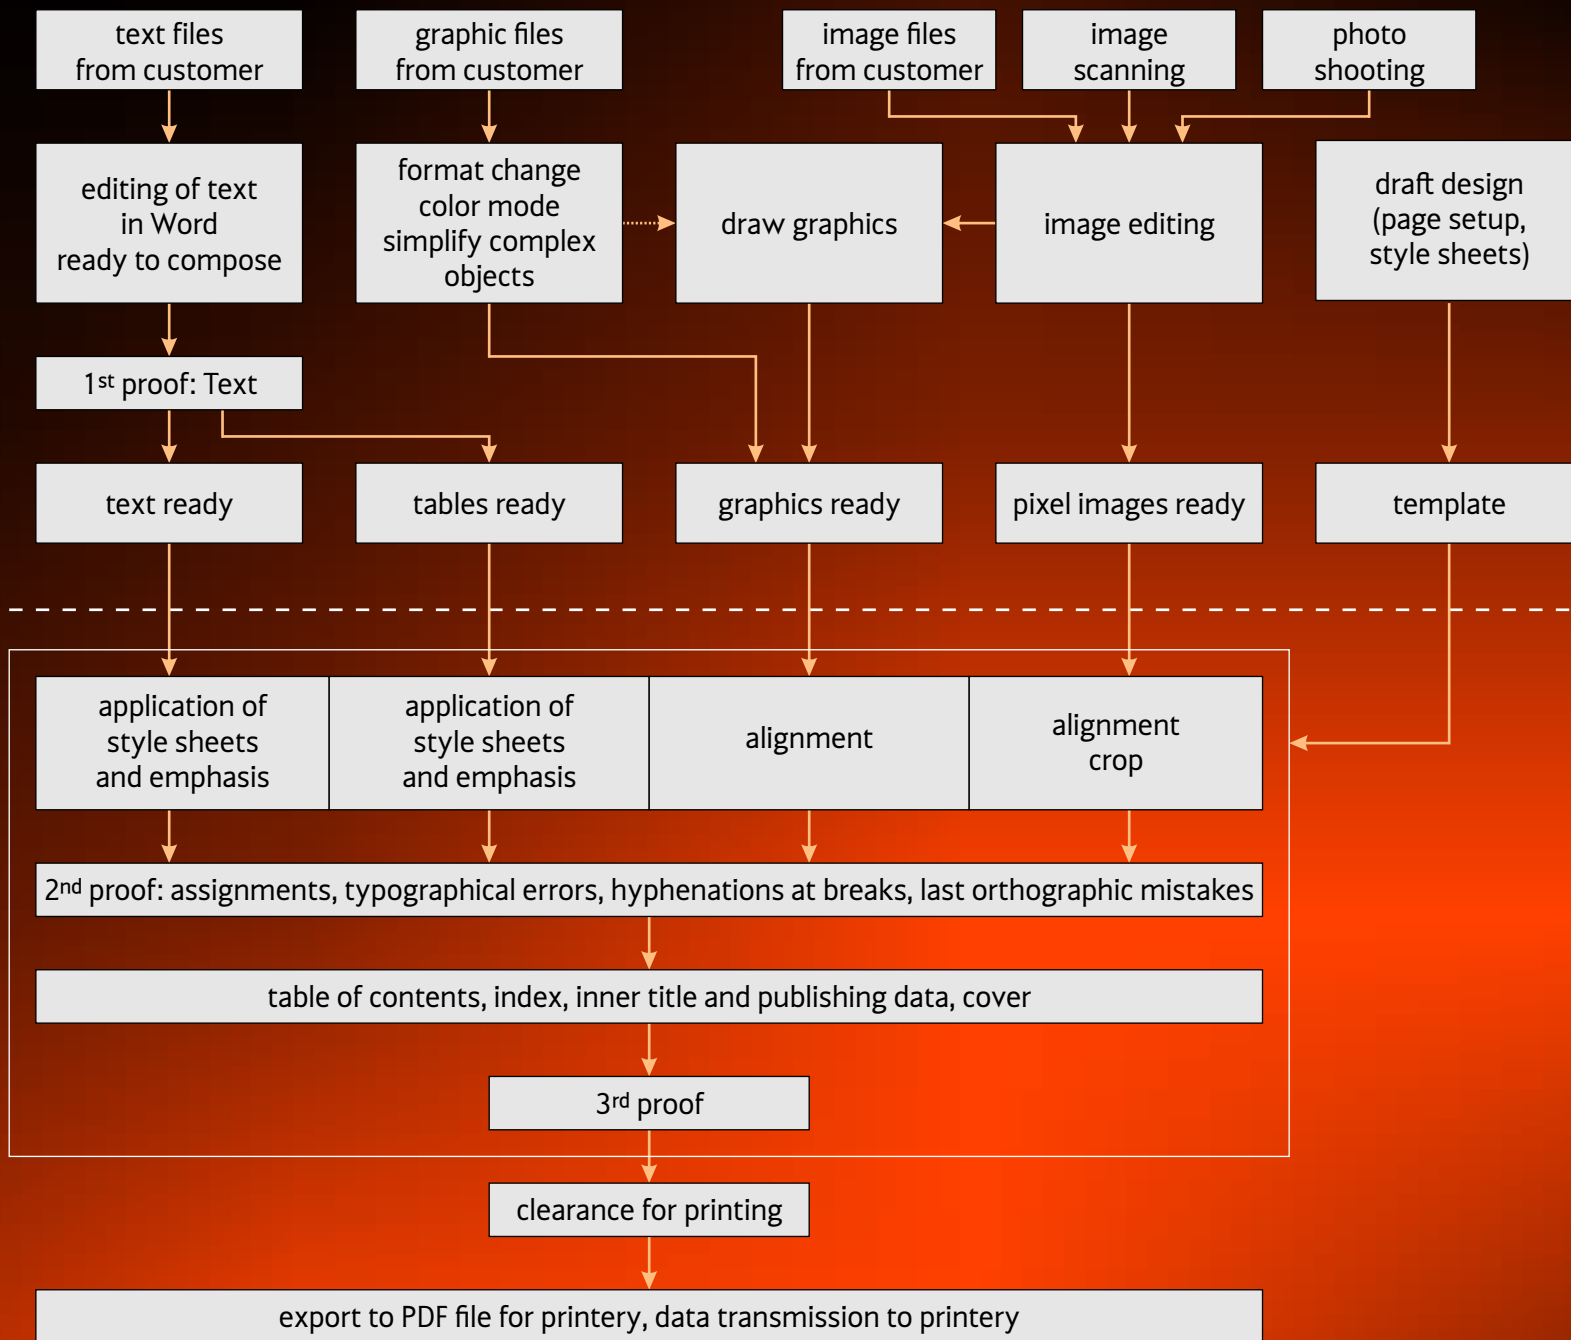 text files
from customer
graphic files
from customer
image files
from customer
image
scanning
photo
shooting
editing of text
in Word
ready to compose
format change
color mode
simplify complex
objects
draw graphics
image editing
draft design
(page setup,
style sheets)
1st proof: Text
text ready
tables ready
graphics ready
pixel images ready
template
application of
style sheets
and emphasis
application of
style sheets
and emphasis
alignment
alignment
crop
2nd proof: assignments, typographical errors, hyphenations at breaks, last orthographic mistakes
table of contents, index, inner title and publishing data, cover
3rd proof
clearance for printing
export to PDF file for printery, data transmission to printery